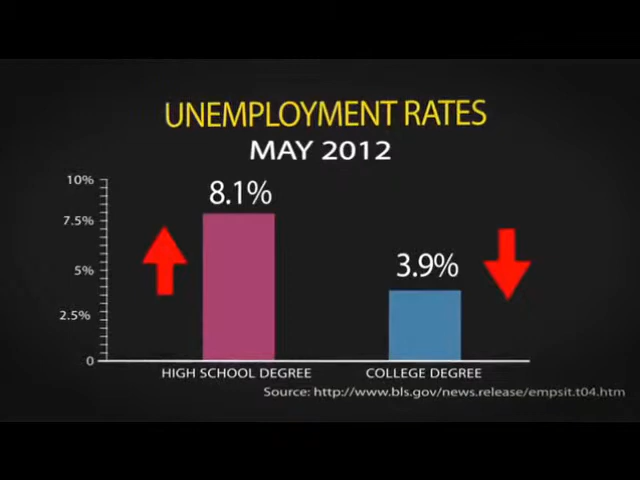 UNEMPLOYMENT RATES
MAY 2012
10%
7.5%
5%
2.5%
0
8.1%
3.9%
HIGH SCHOOL DEGREE
COLLEGE DEGREE
Source: http://www.bls.gov/news.release/empsit.t04.htm